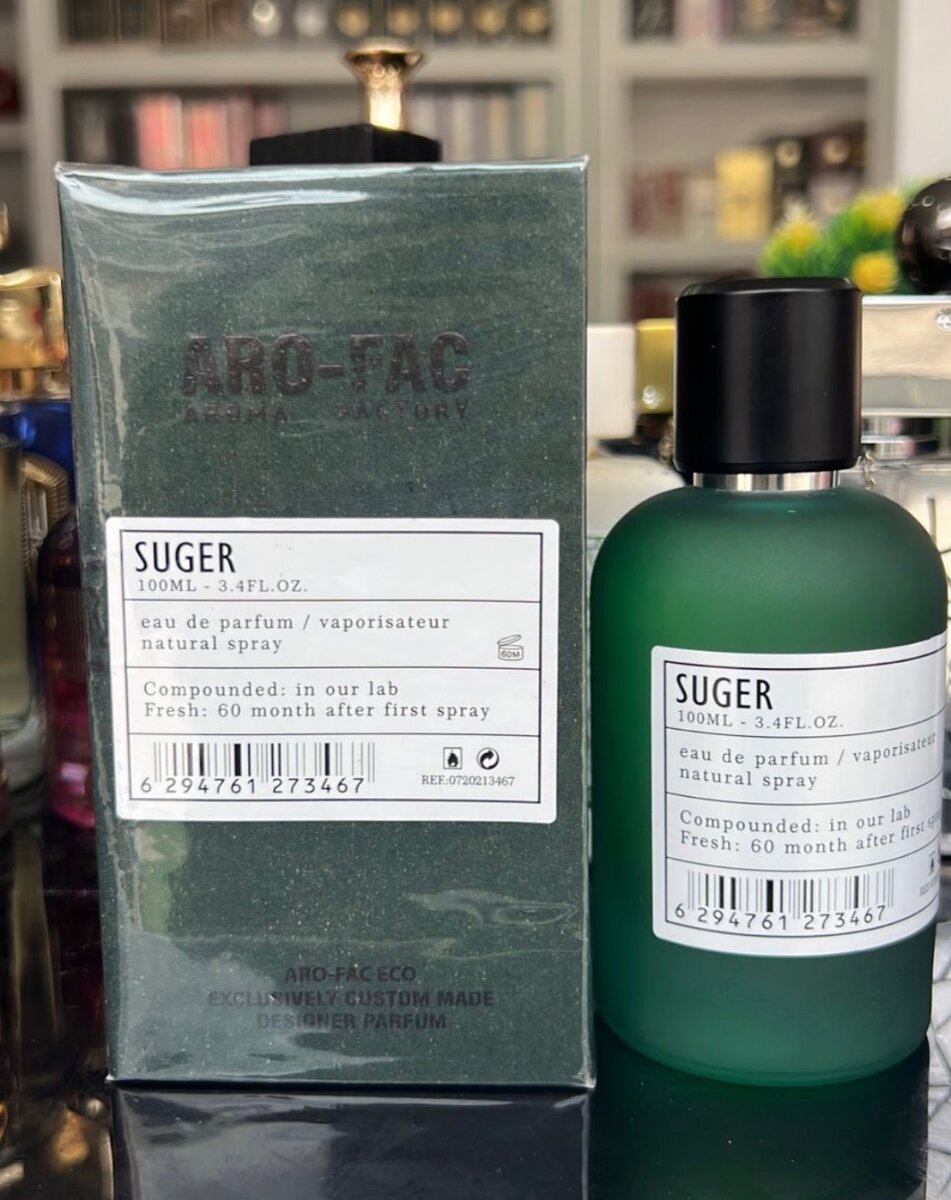 ARO-FAC
AROMA FACTORY
SUGER
100ML - 3.4FL.OZ.
eau de parfum / vaporisateur
natural spray
60M
Compounded: in our lab
Fresh: 60 month after first spray
6 294761 273467
REF:0720213467
ARO-FAC ECO
EXCLUSIVELY CUSTOM MADE
DESIGNER PARFUM
SUGER
100ML - 3.4FL.OZ.
eau de parfum / vaporisateur
natural spray
Compounded: in our lab
Fresh: 60 month after first
6 294761 273467